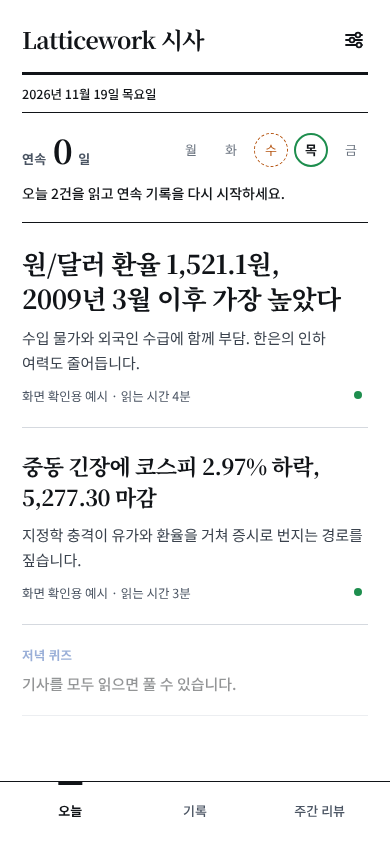 Latticework 시사
2026년 11월 19일 목요일
연속 0 일
월 화 수 목 금
오늘 2건을 읽고 연속 기록을 다시 시작하세요.
원/달러 환율 1,521.1원,
2009년 3월 이후 가장 높았다
수입 물가와 외국인 수급에 함께 부담. 한은의 인하
여력도 줄어듭니다.
화면 확인용 예시 · 읽는 시간 4분
중동 긴장에 코스피 2.97% 하락,
5,277.30 마감
지정학 충격이 유가와 환율을 거쳐 증시로 번지는 경로를
짚습니다.
화면 확인용 예시 · 읽는 시간 3분
저녁 퀴즈
기사를 모두 읽으면 풀 수 있습니다.
오늘 기록 주간 리뷰